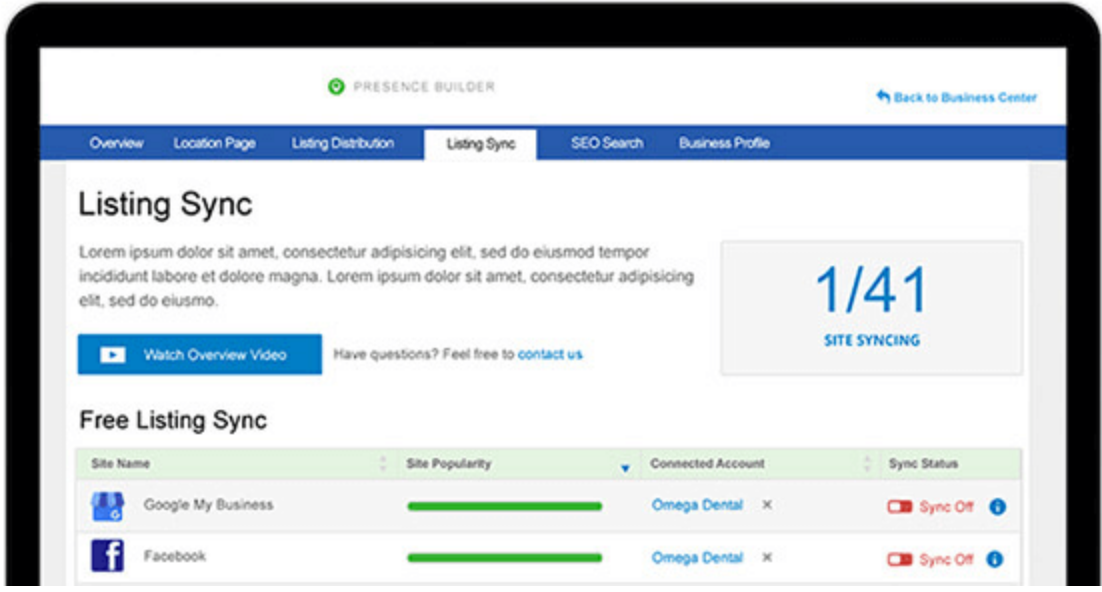 PRESENCE BUILDER
Back to Business Center
Overview Location Page Listing Distribution Listing Sync SEO Search Business Profile
Listing Sync
Lorem ipsum dolor sit amet, consectetur adipisicing elit, sed do eiusmod tempor
incididunt labore et dolore magna. Lorem ipsum dolor sit amet, consectetur adipisicing
elit, sed do eiusmo.
1/41
SITE SYNCING
Watch Overview Video Have questions? Feel free to contact us
Free Listing Sync
Site Name Site Popularity Connected Account Sync Status
Google My Business Omega Dental × Sync Off
Facebook Omega Dental × Sync Off